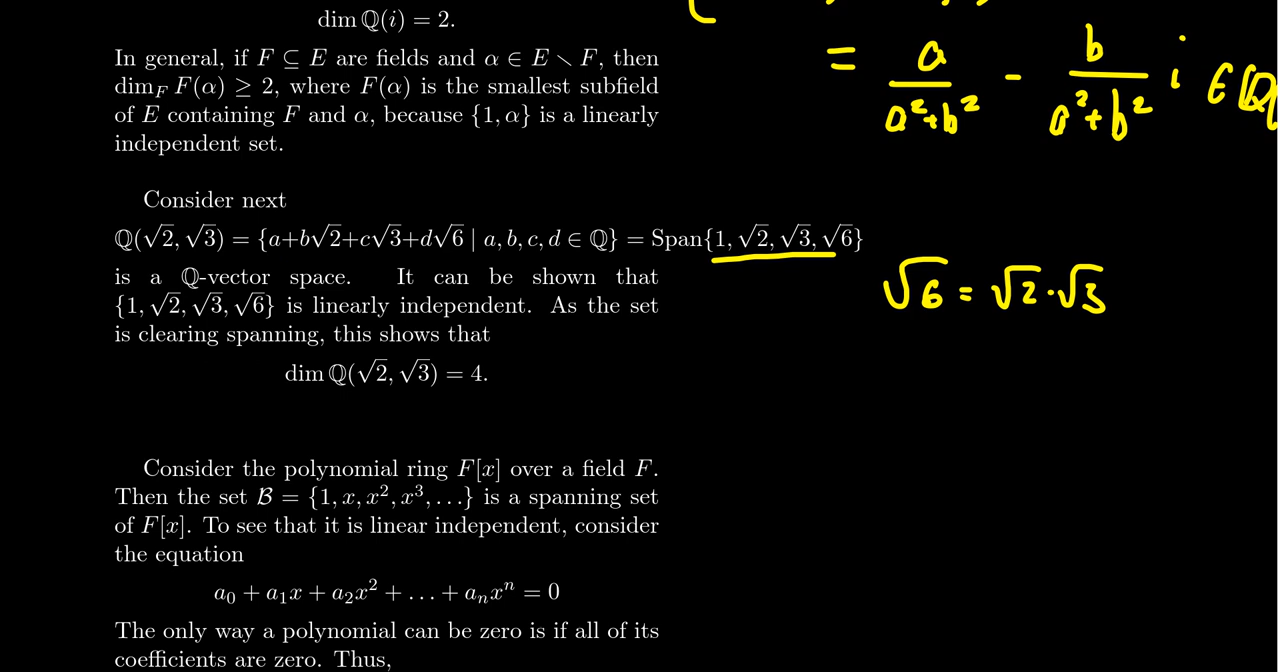 dim ℚ(i) = 2.
In general, if F ⊆ E are fields and α ∈ E ∖ F, then
dim_F F(α) ≥ 2, where F(α) is the smallest subfield
of E containing F and α, because {1, α} is a linearly
independent set.
= a/(a²+b²) - b/(a²+b²) i ∈ ℚ
Consider next
ℚ(√2, √3) = {a+b√2+c√3+d√6 | a, b, c, d ∈ ℚ} = Span{1, √2, √3, √6}
is a ℚ-vector space. It can be shown that
{1, √2, √3, √6} is linearly independent. As the set
is clearing spanning, this shows that
dim ℚ(√2, √3) = 4.
√6 = √2 · √3
Consider the polynomial ring F[x] over a field F.
Then the set ℬ = {1, x, x², x³, . . .} is a spanning set
of F[x]. To see that it is linear independent, consider
the equation
a₀ + a₁x + a₂x² + . . . + aₙxⁿ = 0
The only way a polynomial can be zero is if all of its
coefficients are zero. Thus,